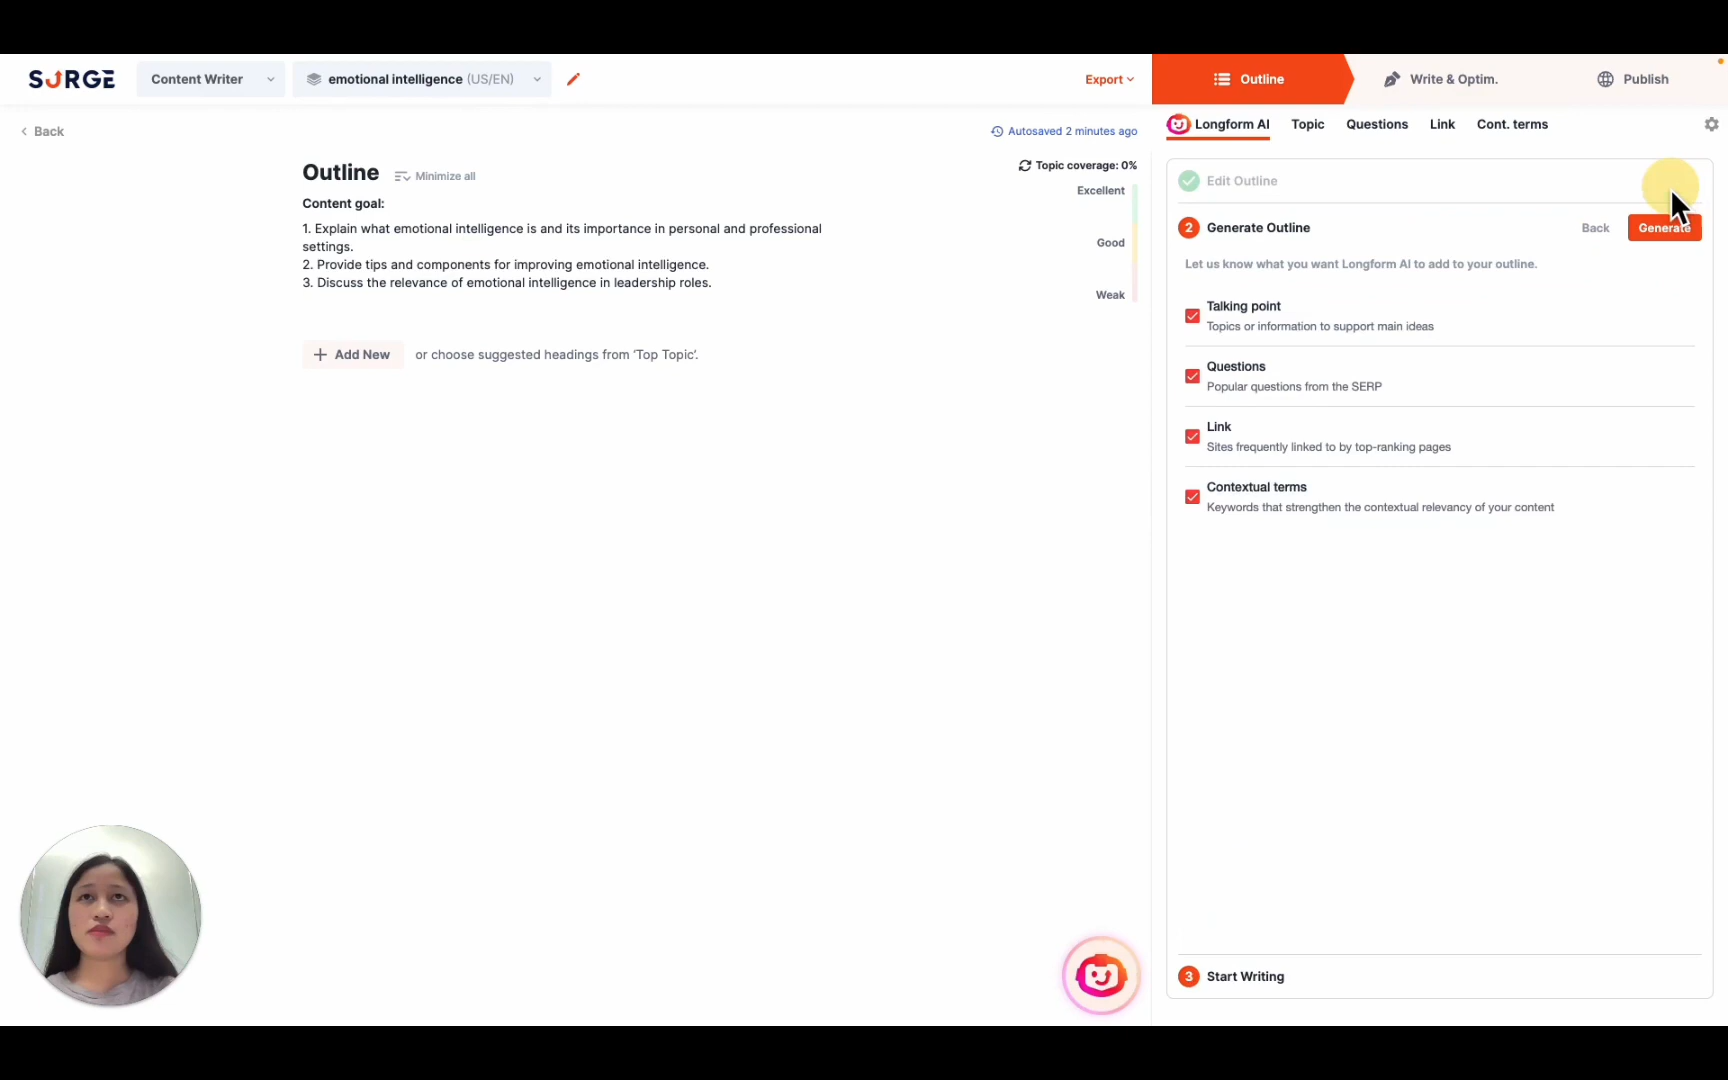 SURGE
Content Writer
emotional intelligence (US/EN)
Export
Outline
Write & Optim.
Publish
Back
Autosaved 2 minutes ago
Longform AI
Topic
Questions
Link
Cont. terms
Outline
Minimize all
Topic coverage: 0%
Excellent
Good
Weak
Content goal:
1. Explain what emotional intelligence is and its importance in personal and professional
settings.
2. Provide tips and components for improving emotional intelligence.
3. Discuss the relevance of emotional intelligence in leadership roles.
+ Add New
or choose suggested headings from 'Top Topic'.
Edit Outline
2 Generate Outline
Back
Generate
Let us know what you want Longform AI to add to your outline.
Talking point
Topics or information to support main ideas
Questions
Popular questions from the SERP
Link
Sites frequently linked to by top-ranking pages
Contextual terms
Keywords that strengthen the contextual relevancy of your content
3 Start Writing